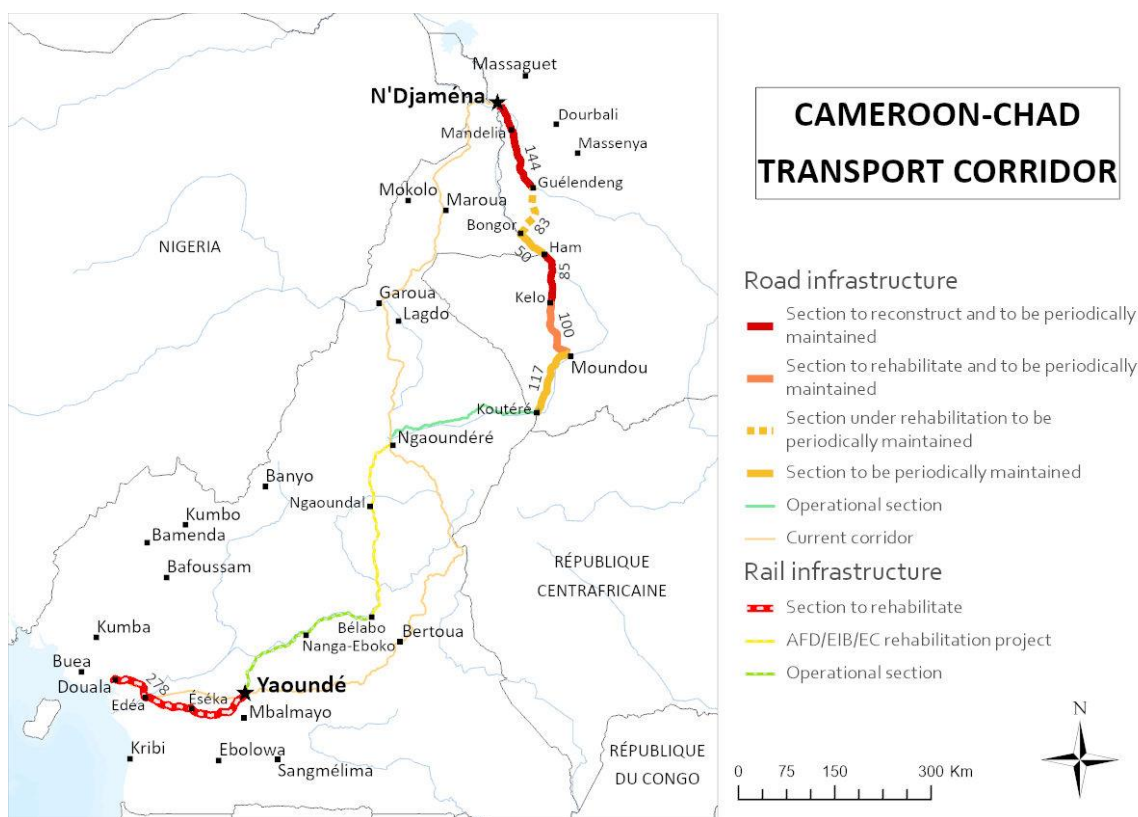 CAMEROON-CHAD
TRANSPORT CORRIDOR
Massaguet
N'Djaména
Dourbali
Mandelia
Massenya
144
Guélendeng
Mokolo
Maroua
83
Bongor
NIGERIA
50
Ham
85
Kelo
Garoua
Lagdo
100
Moundou
117
Koutéré
Ngaoundéré
Banyo
Ngaoundal
Kumbo
Bamenda
Bafoussam
RÉPUBLIQUE
CENTRAFRICAINE
Kumba
Bélabo
Nanga-Eboko
Bertoua
Buea
Douala
278
Yaoundé
Edéa
Éséka
Mbalmayo
Kribi
Ebolowa
Sangmélima
RÉPUBLIQUE
DU CONGO
Road infrastructure
Section to reconstruct and to be periodically
maintained
Section to rehabilitate and to be periodically
maintained
Section under rehabilitation to be
periodically maintained
Section to be periodically maintained
Operational section
Current corridor
Rail infrastructure
Section to rehabilitate
AFD/EIB/EC rehabilitation project
Operational section
N
0 75 150 300 Km